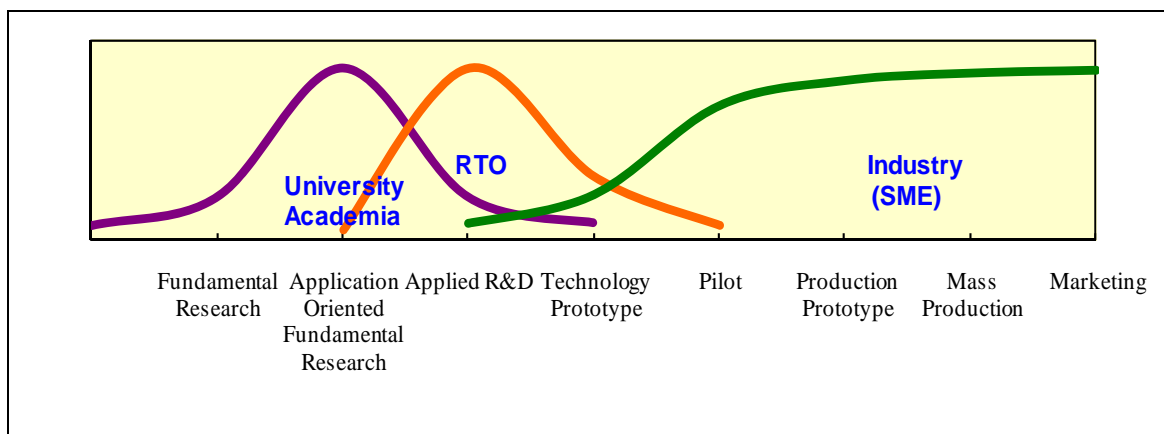 University
Academia
RTO
Industry
(SME)
Fundamental
Research
Application
Oriented
Fundamental
Research
Applied R&D
Technology
Prototype
Pilot
Production
Prototype
Mass
Production
Marketing